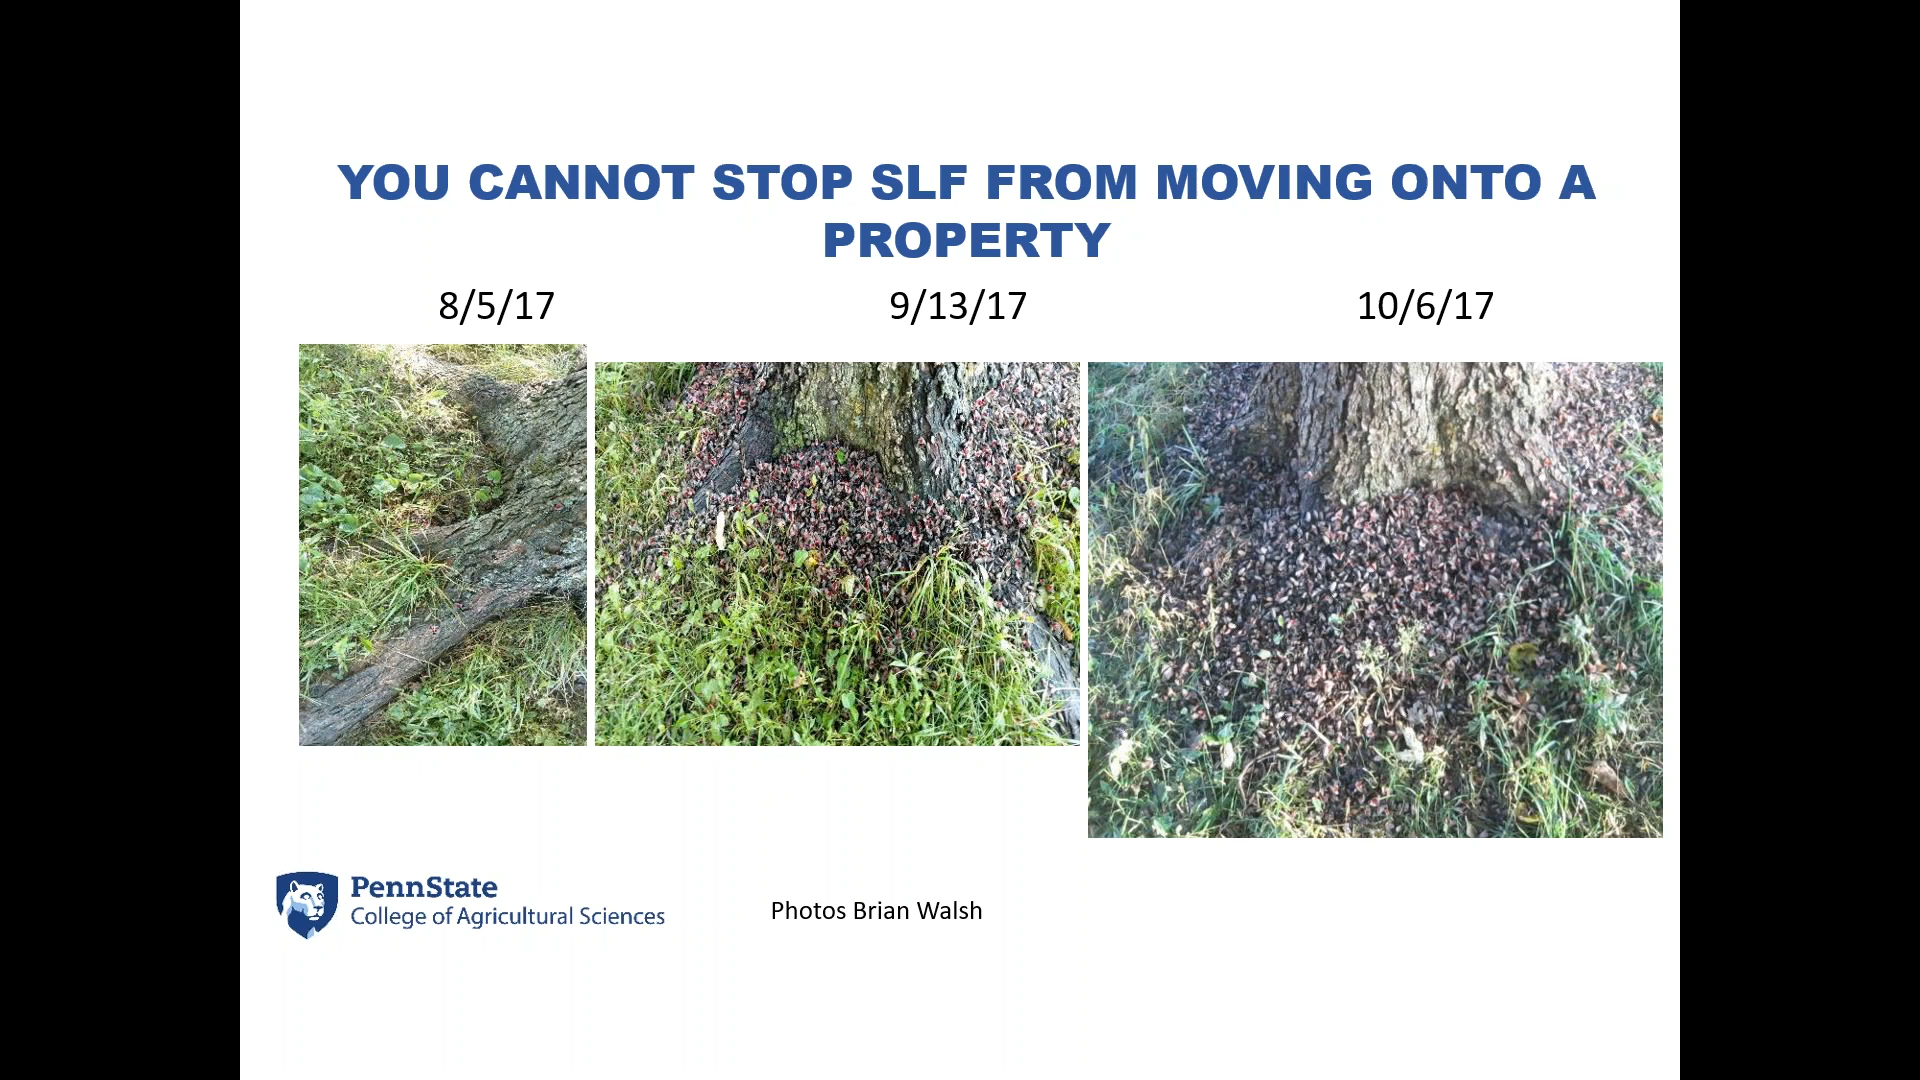 YOU CANNOT STOP SLF FROM MOVING ONTO A
PROPERTY
8/5/17
9/13/17
10/6/17
PennState
College of Agricultural Sciences
Photos Brian Walsh